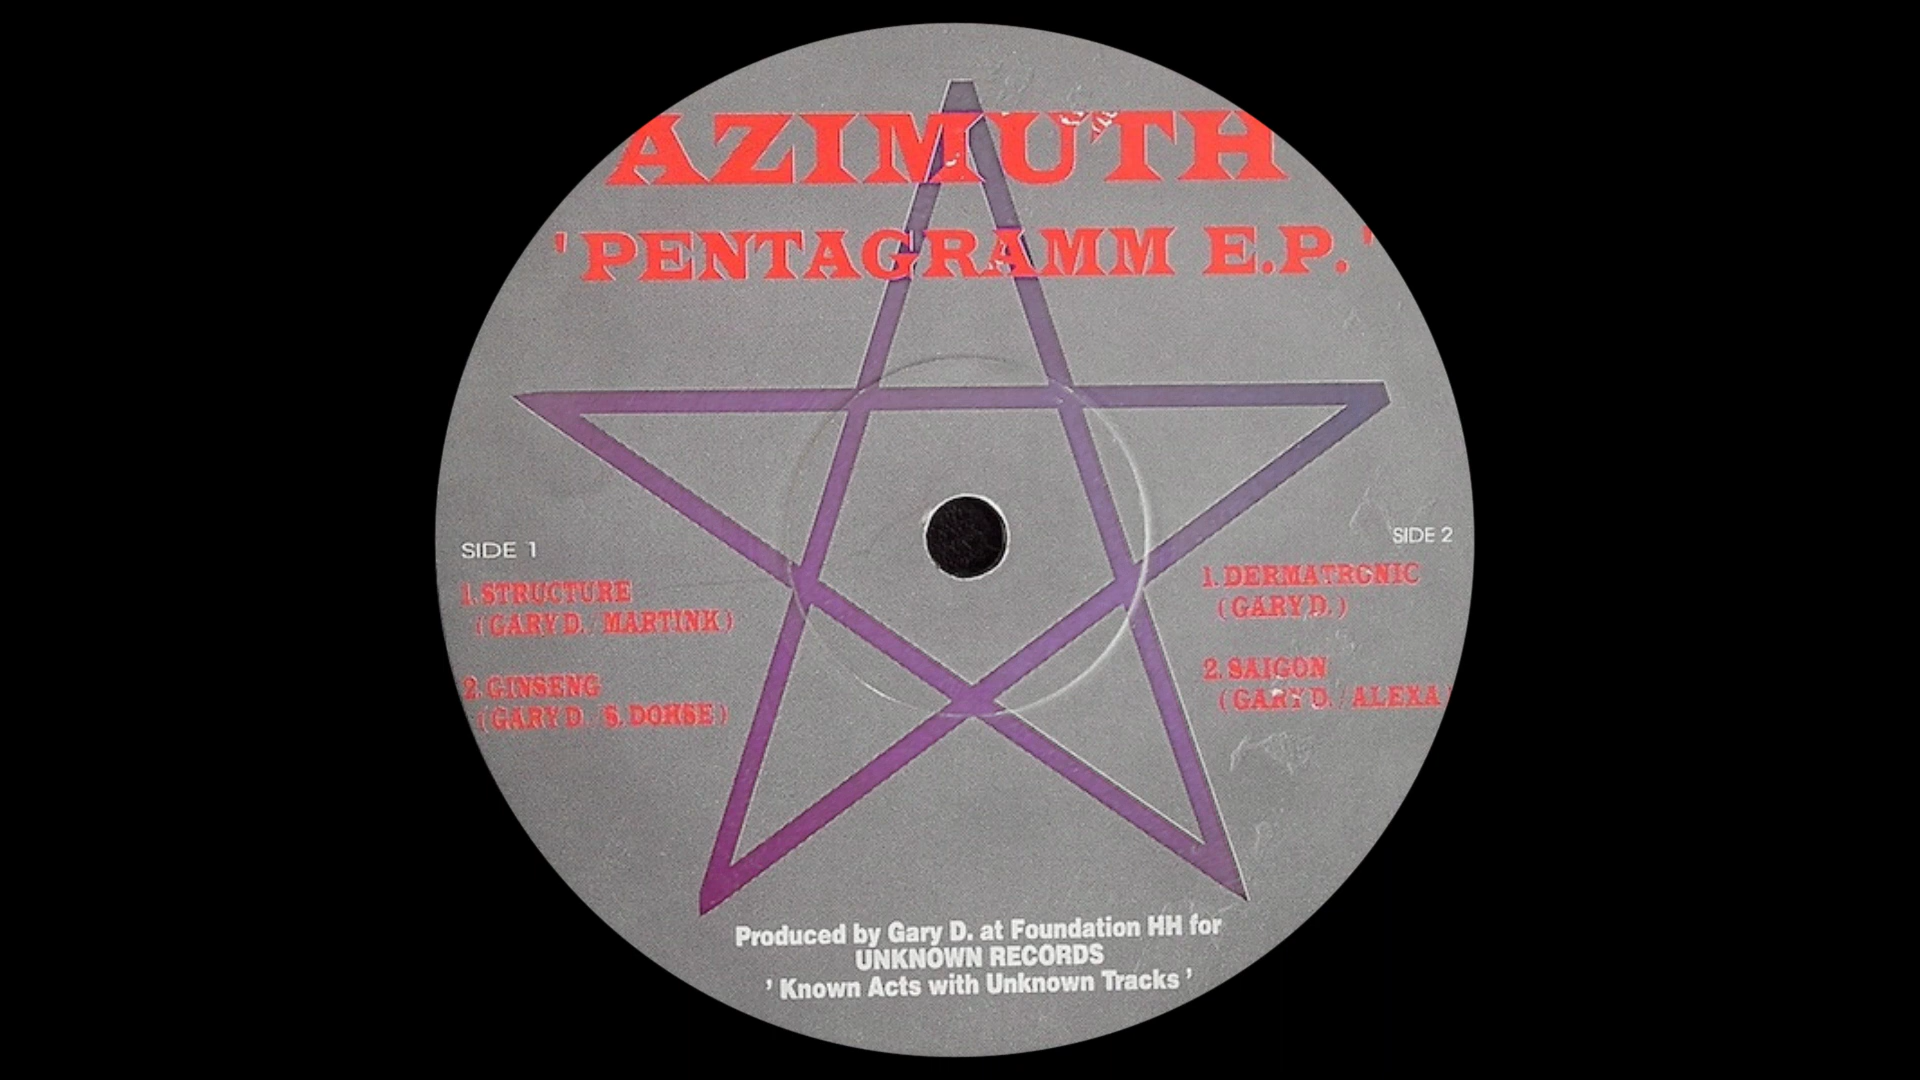 AZIMUTH
'PENTAGRAMM E.P.'
SIDE 1
1. STRUCTURE
(GARY D. / MARTINK)
2. GINSENG
(GARY D. / S. DOHSE)
SIDE 2
1. DERMATRONIC
(GARY D.)
2. SAIGON
(GARY D. / ALEXA)
Produced by Gary D. at Foundation HH for
UNKNOWN RECORDS
' Known Acts with Unknown Tracks '